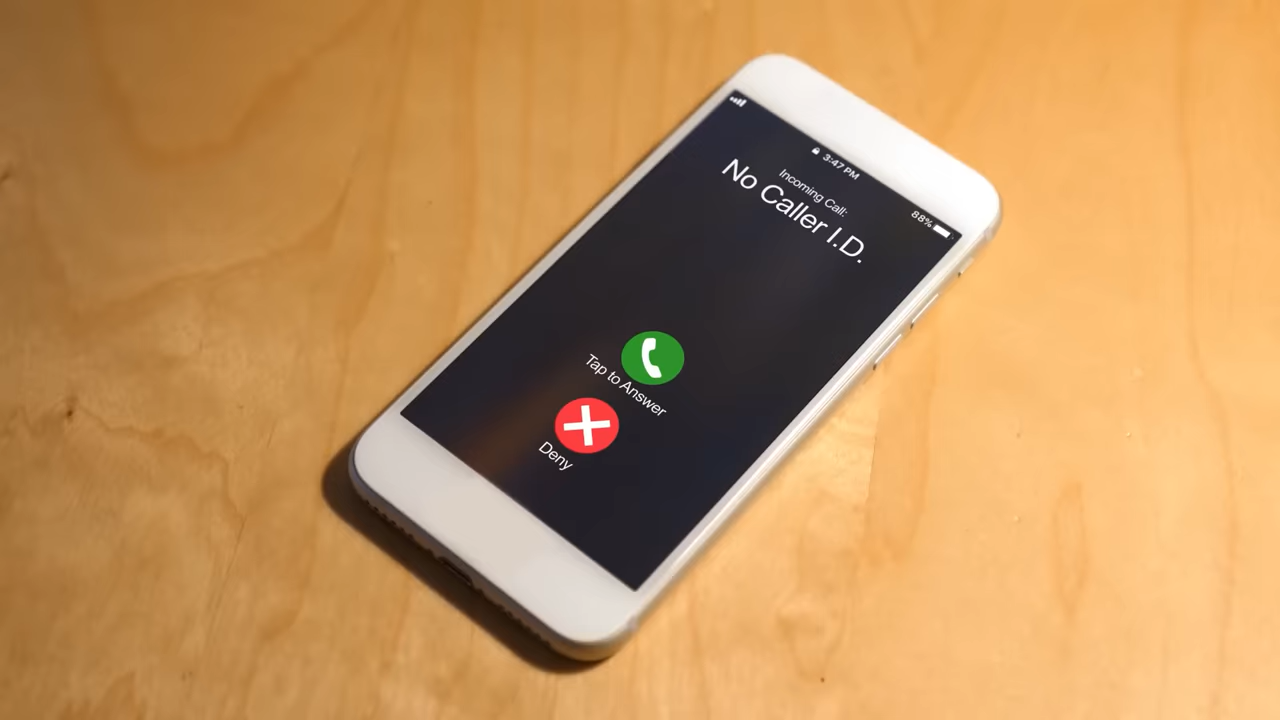 3:47 PM
88%
Incoming Call:
No Caller I.D.
Tap to Answer
Deny